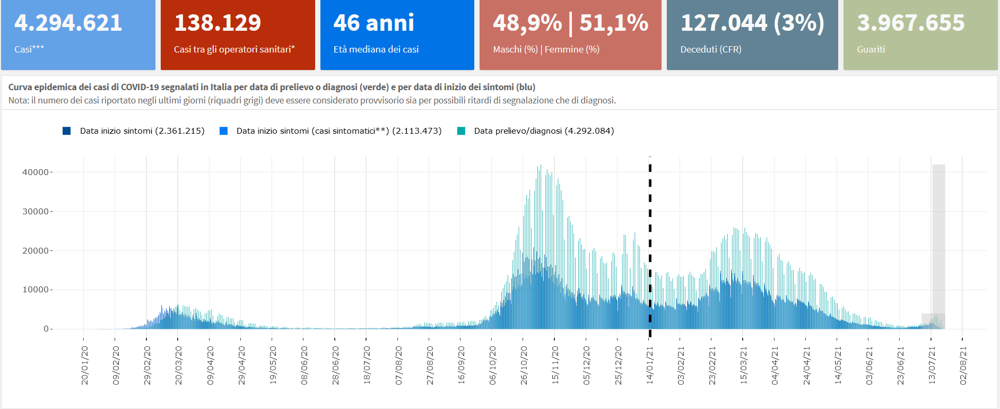 4.294.621
Casi***
138.129
Casi tra gli operatori sanitari*
46 anni
Età mediana dei casi
48,9% | 51,1%
Maschi (%) | Femmine (%)
127.044 (3%)
Deceduti (CFR)
3.967.655
Guariti
Curva epidemica dei casi di COVID-19 segnalati in Italia per data di prelievo o diagnosi (verde) e per data di inizio dei sintomi (blu)
Nota: il numero dei casi riportato negli ultimi giorni (riquadri grigi) deve essere considerato provvisorio sia per possibili ritardi di segnalazione che di diagnosi.
Data inizio sintomi (2.361.215)
Data inizio sintomi (casi sintomatici**) (2.113.473)
Data prelievo/diagnosi (4.292.084)
40000
30000
20000
10000
0
20/01/20
09/02/20
29/02/20
20/03/20
09/04/20
29/04/20
19/05/20
08/06/20
28/06/20
18/07/20
07/08/20
27/08/20
16/09/20
06/10/20
26/10/20
15/11/20
05/12/20
25/12/20
14/01/21
03/02/21
23/02/21
15/03/21
04/04/21
24/04/21
14/05/21
03/06/21
23/06/21
13/07/21
02/08/21